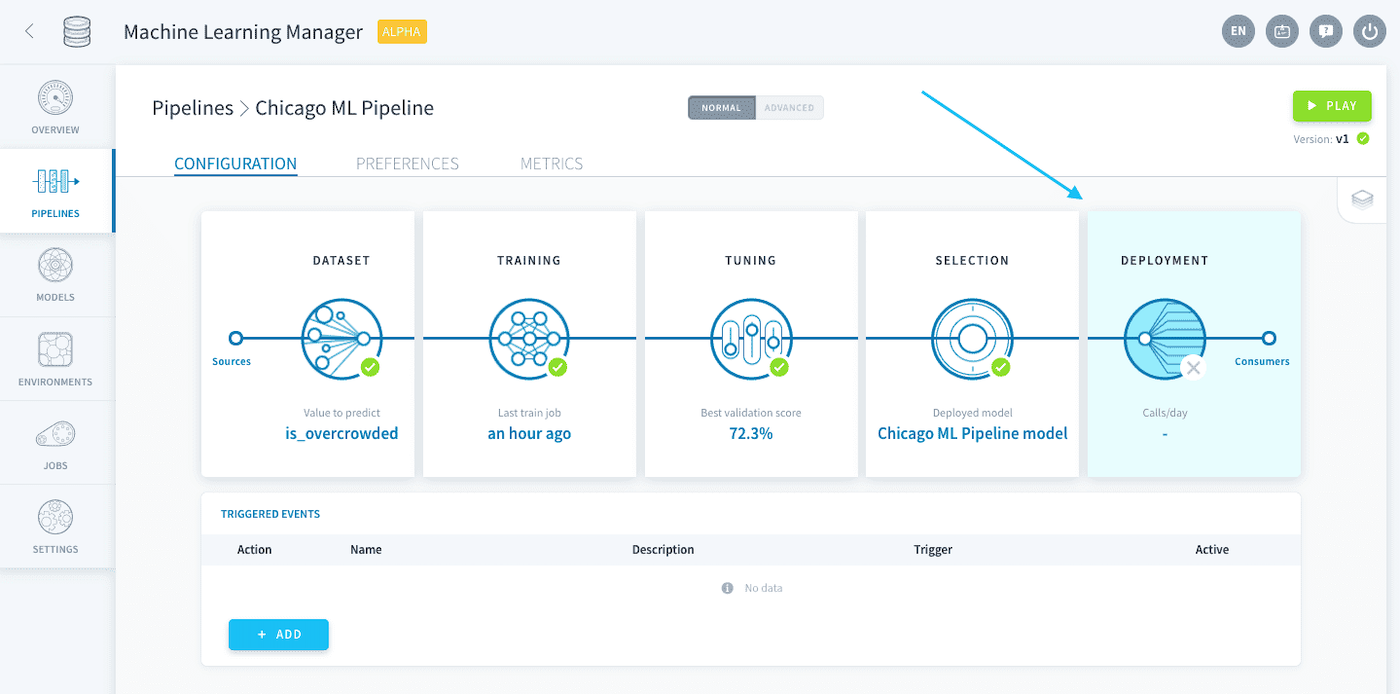 Machine Learning Manager
ALPHA
EN
OVERVIEW
PIPELINES
MODELS
ENVIRONMENTS
JOBS
SETTINGS
Pipelines > Chicago ML Pipeline
NORMAL
ADVANCED
PLAY
Version: v1
CONFIGURATION
PREFERENCES
METRICS
DATASET
Sources
Value to predict
is_overcrowded
TRAINING
Last train job
an hour ago
TUNING
Best validation score
72.3%
SELECTION
Deployed model
Chicago ML Pipeline model
DEPLOYMENT
Consumers
Calls/day
-
TRIGGERED EVENTS
Action Name Description Trigger Active
No data
+ ADD